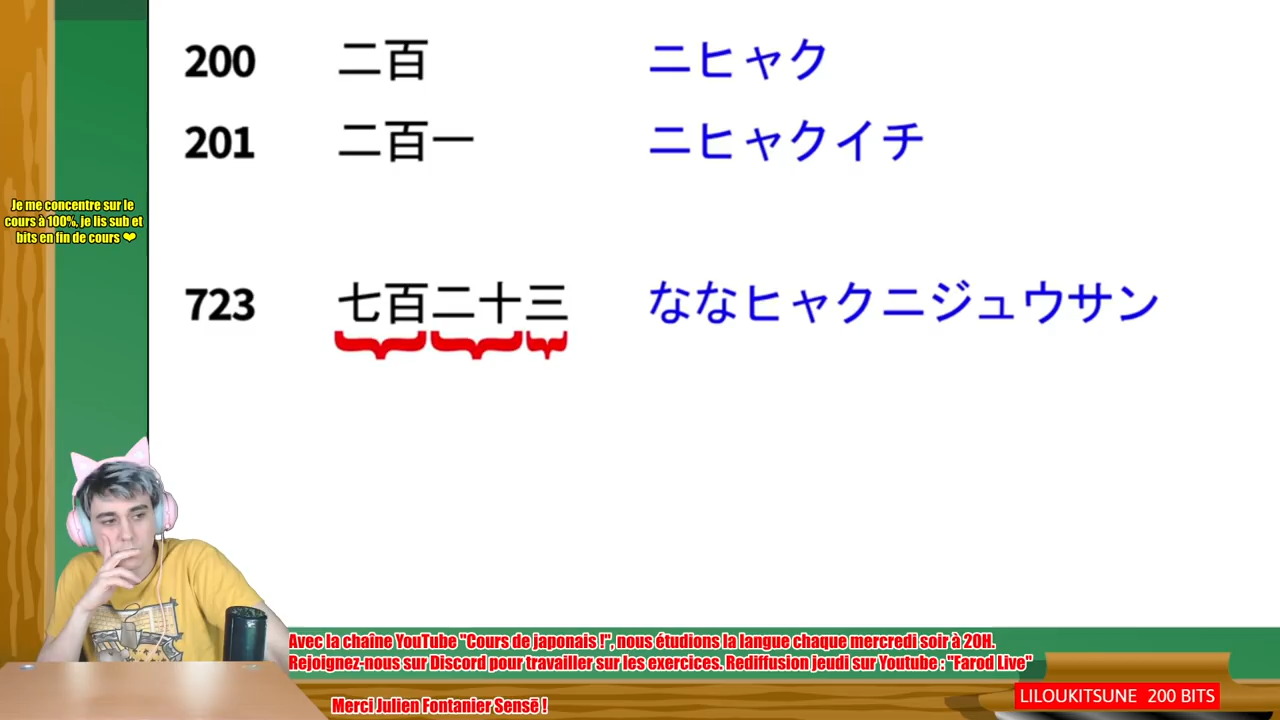 200 二百 ニヒャク
201 二百一 ニヒャクイチ
Je me concentre sur le
cours à 100%, je lis sub et
bits en fin de cours ❤
723 七百二十三 ななヒャクニジュウサン
Avec la chaîne YouTube "Cours de japonais !", nous étudions la langue chaque mercredi soir à 20H.
Rejoignez-nous sur Discord pour travailler sur les exercices. Rediffusion jeudi sur Youtube : "Farod Live"
Merci Julien Fontanier Sensē !
LILOUKITSUNE 200 BITS